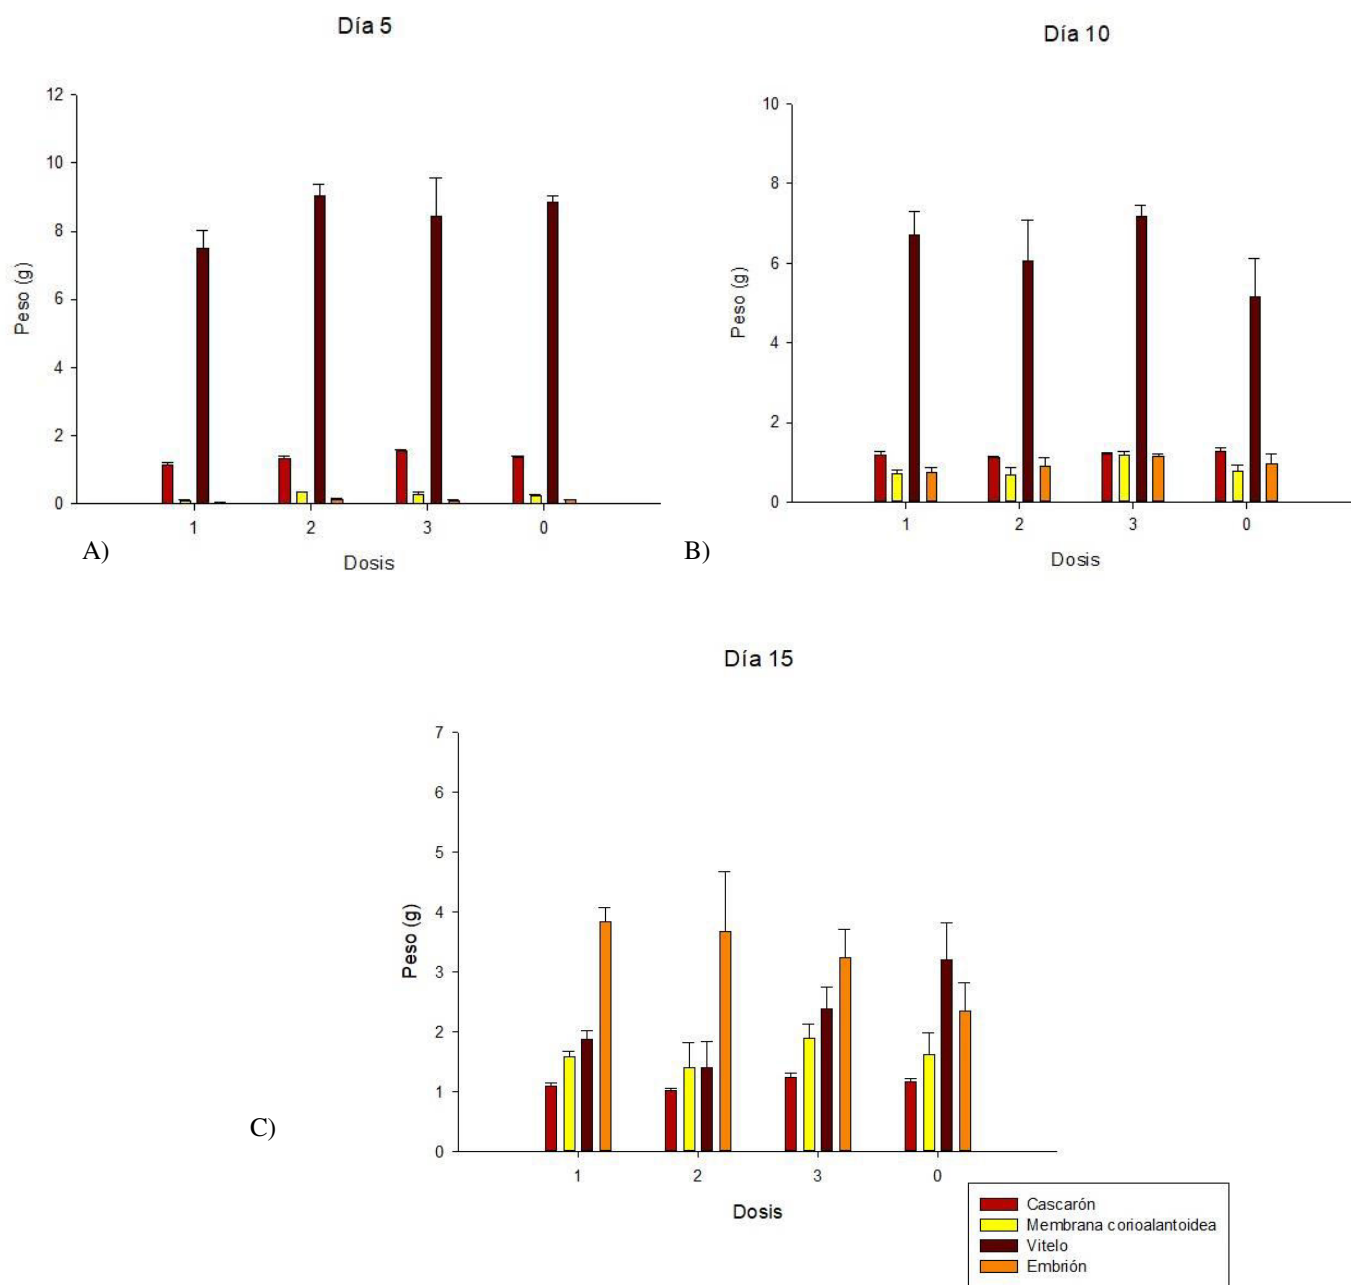 Día 5
12
10
8
6
4
2
0
Peso (g)
1 2 3 0
Dosis
A)
Día 10
10
8
6
4
2
0
Peso (g)
1 2 3 0
Dosis
B)
Día 15
7
6
5
4
3
2
1
0
Peso (g)
1 2 3 0
Dosis
C)
Cascarón
Membrana corioalantoidea
Vitelo
Embrión